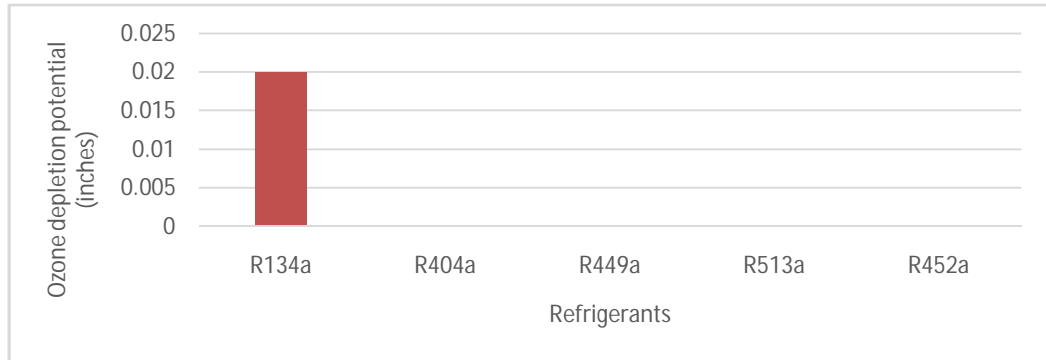 Ozone depletion potential
(inches)
0.025
0.02
0.015
0.01
0.005
0
R134a R404a R449a R513a R452a
Refrigerants